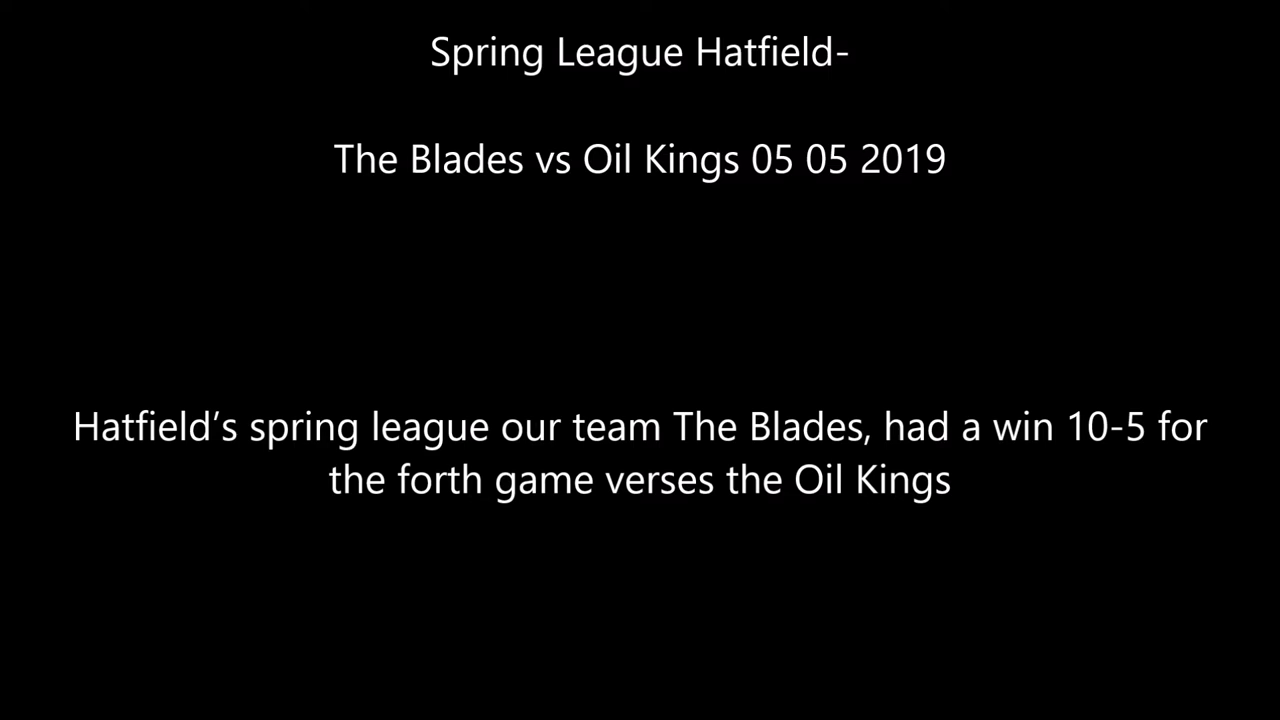 Spring League Hatfield-
The Blades vs Oil Kings 05 05 2019
Hatfield’s spring league our team The Blades, had a win 10-5 for
the forth game verses the Oil Kings